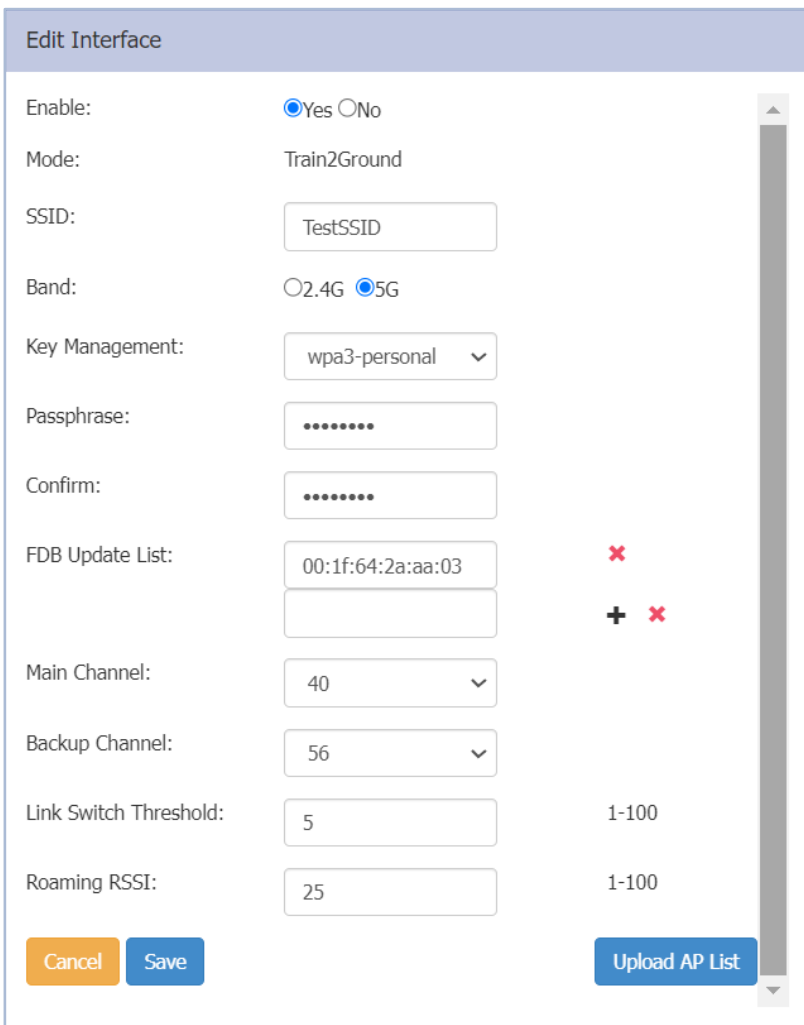 Edit Interface
Enable: Yes No
Mode: Train2Ground
SSID: TestSSID
Band: 2.4G 5G
Key Management: wpa3-personal
Passphrase: ••••••••
Confirm: ••••••••
FDB Update List: 00:1f:64:2a:aa:03
Main Channel: 40
Backup Channel: 56
Link Switch Threshold: 5 1-100
Roaming RSSI: 25 1-100
Cancel Save Upload AP List